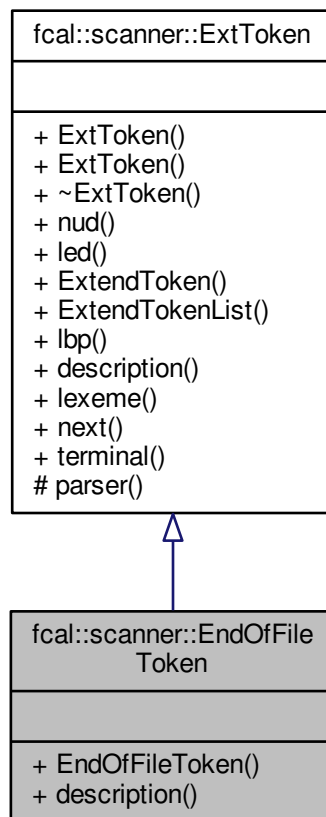 fcal::scanner::ExtToken
+ ExtToken()
+ ExtToken()
+ ~ExtToken()
+ nud()
+ led()
+ ExtendToken()
+ ExtendTokenList()
+ lbp()
+ description()
+ lexeme()
+ next()
+ terminal()
# parser()
fcal::scanner::EndOfFile
Token
+ EndOfFileToken()
+ description()